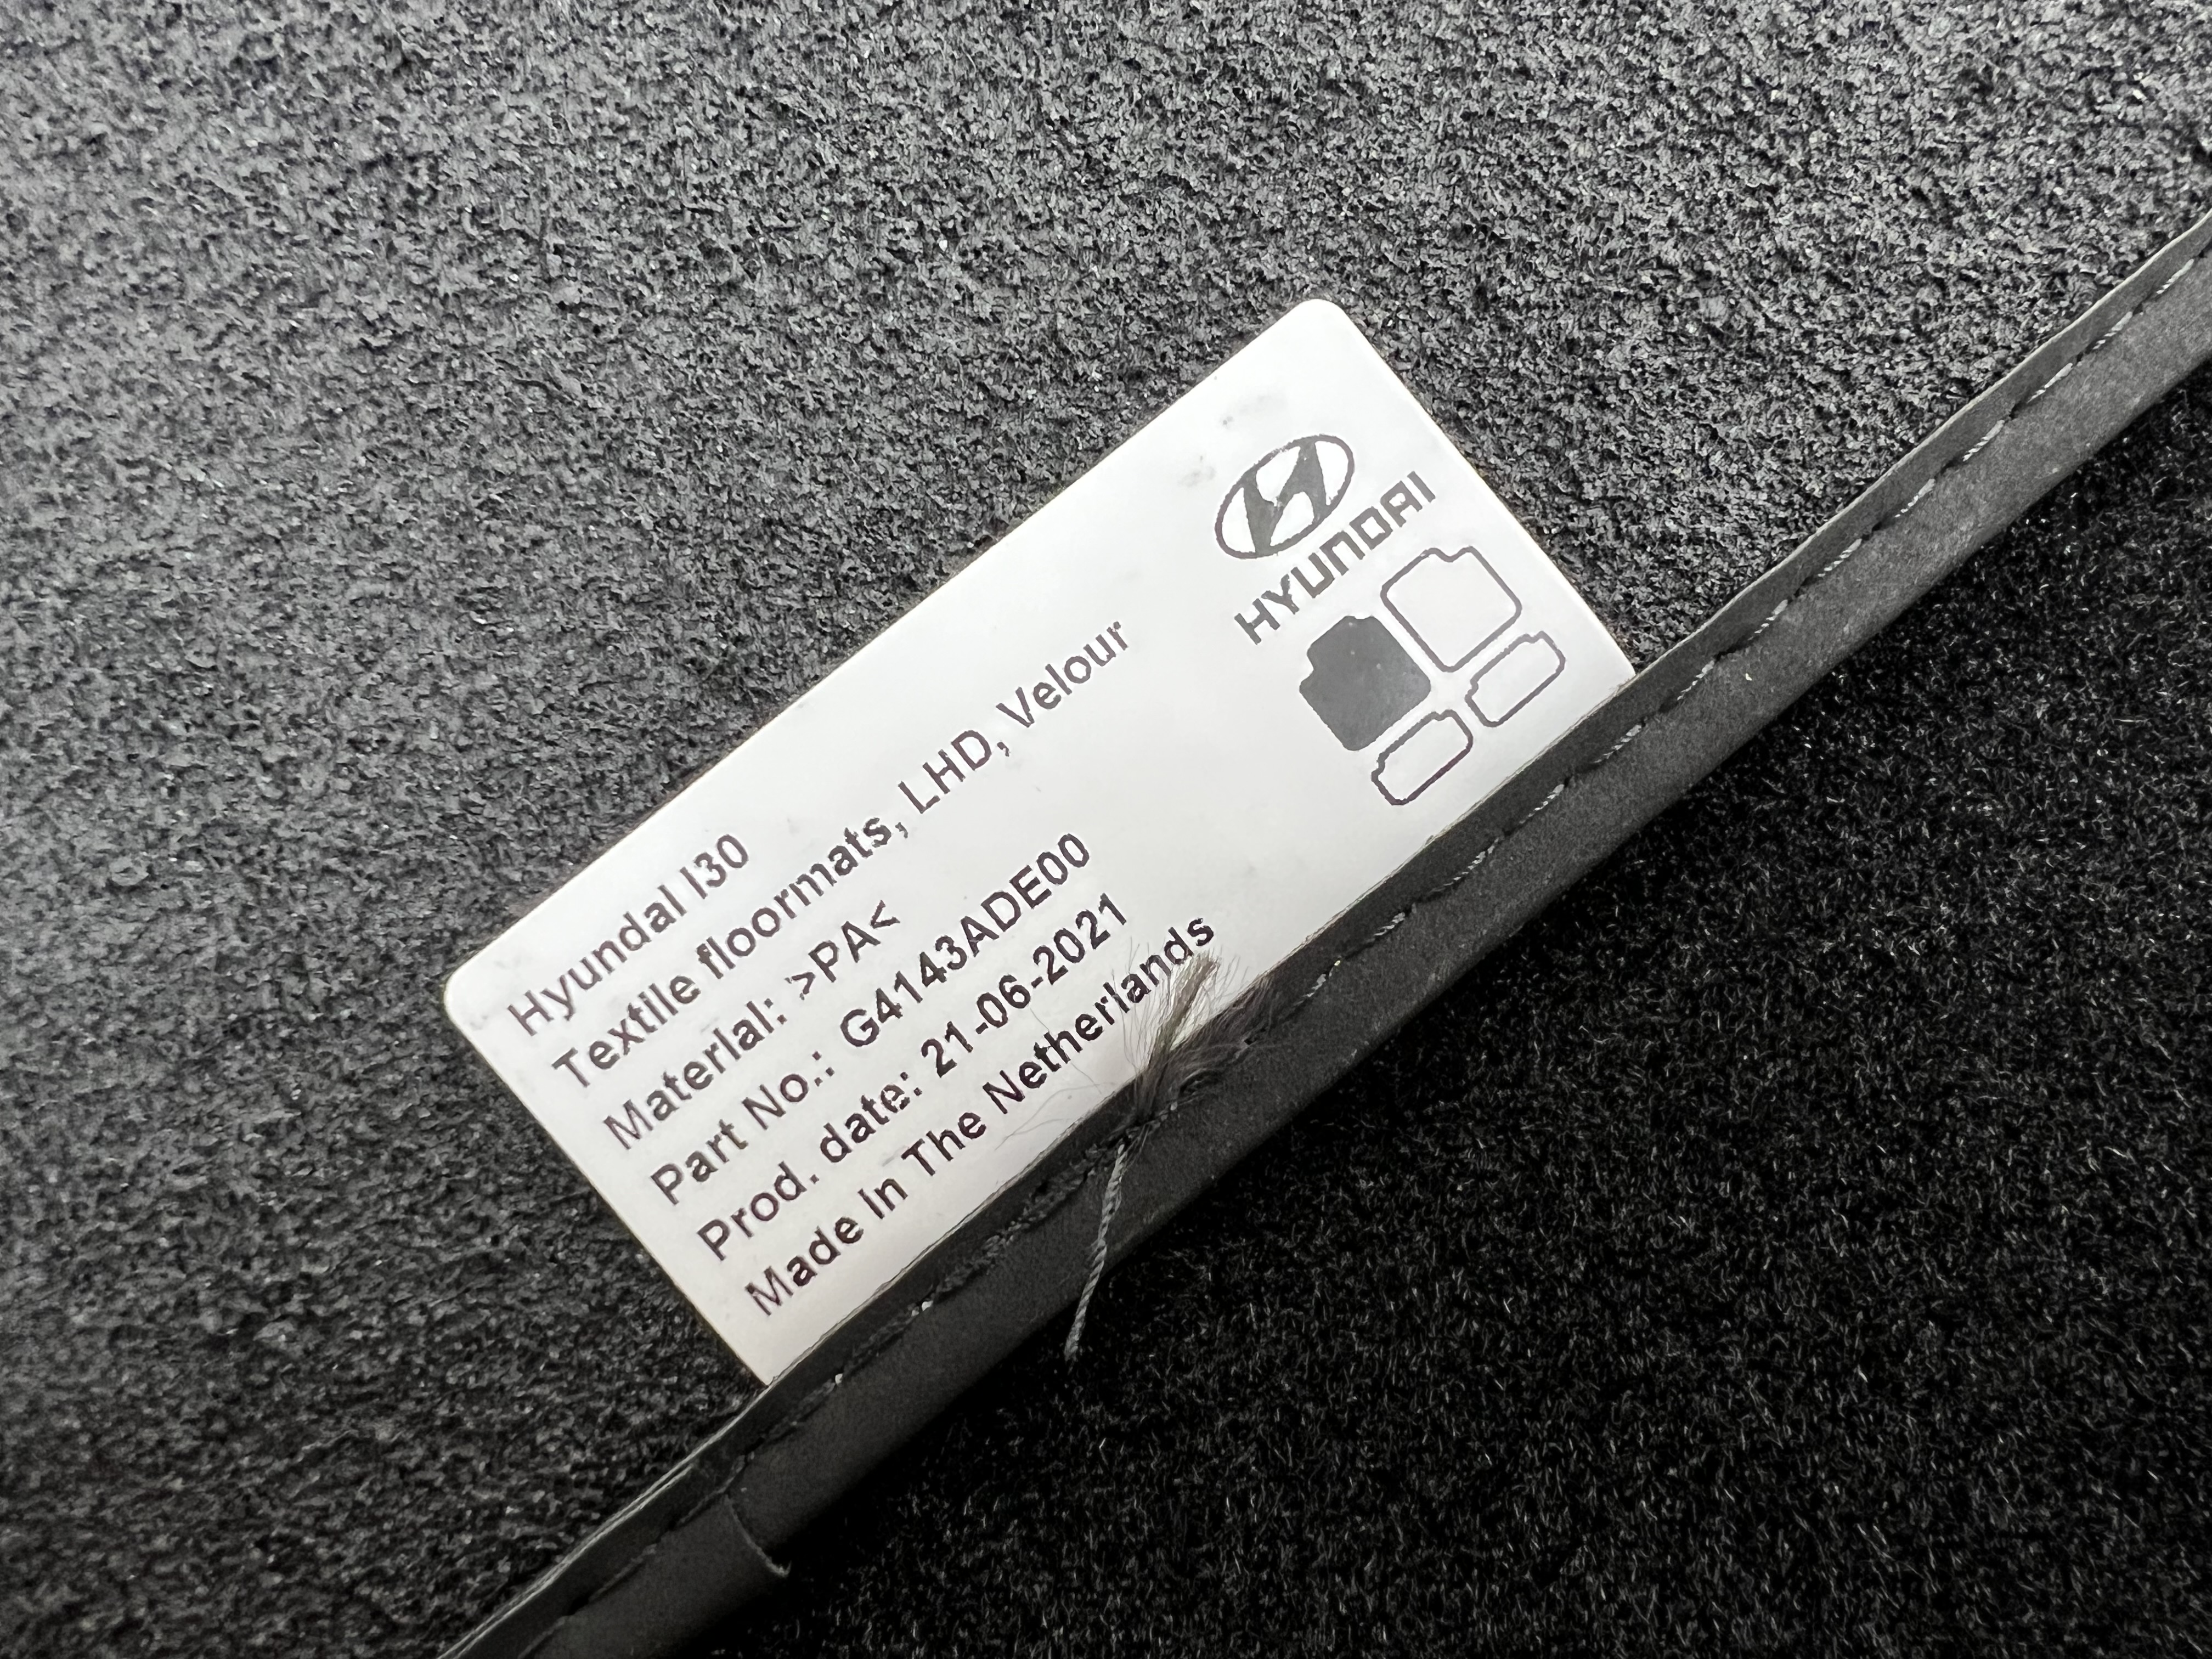 HYUNDAI
Hyundai I30
Textile floormats, LHD, Velour
Material: >PA<
Part No.: G4143ADE00
Prod. date: 21-06-2021
Made In The Netherlands